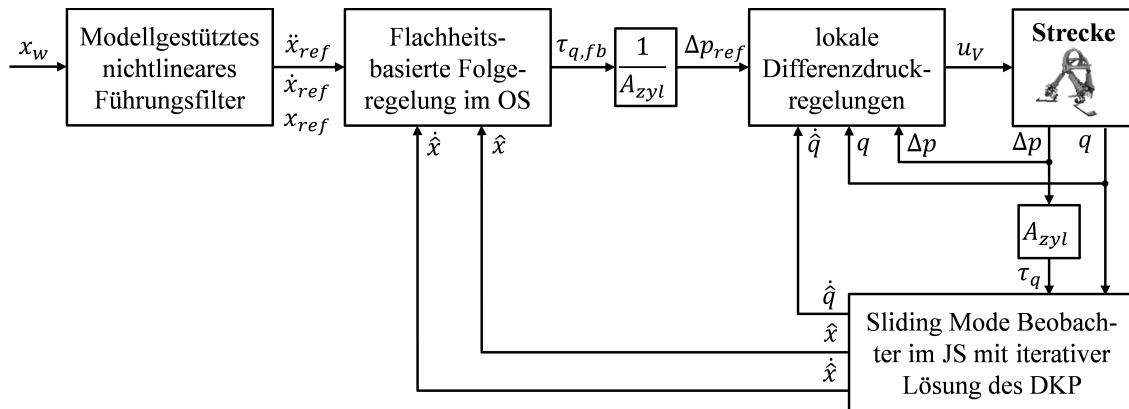 x_w
Modellgestütztes
nichtlineares
Führungsfilter
ẍ_ref
ẋ_ref
x_ref
Flachheits-
basierte Folge-
regelung im OS
τ_q,fb
1
A_zyl
Δp_ref
lokale
Differenzdruck-
regelungen
u_V
Strecke
ẋ̂
x̂
q̇̂
q
Δp
Δp
q
A_zyl
τ_q
q̇̂
x̂
ẋ̂
Sliding Mode Beobach-
ter im JS mit iterativer
Lösung des DKP